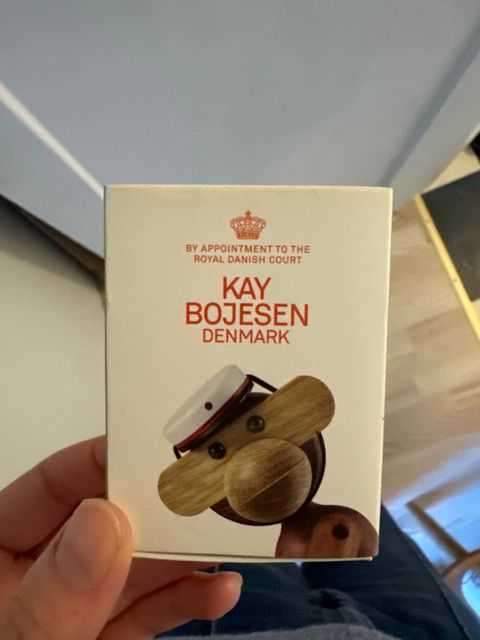 BY APPOINTMENT TO THE
ROYAL DANISH COURT
KAY
BOJESEN
DENMARK